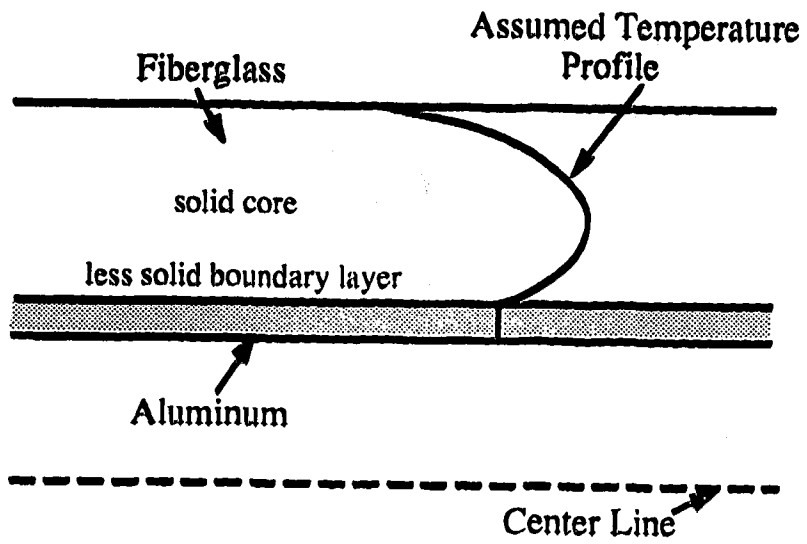 Assumed Temperature
Profile
Fiberglass
solid core
less solid boundary layer
Aluminum
Center Line